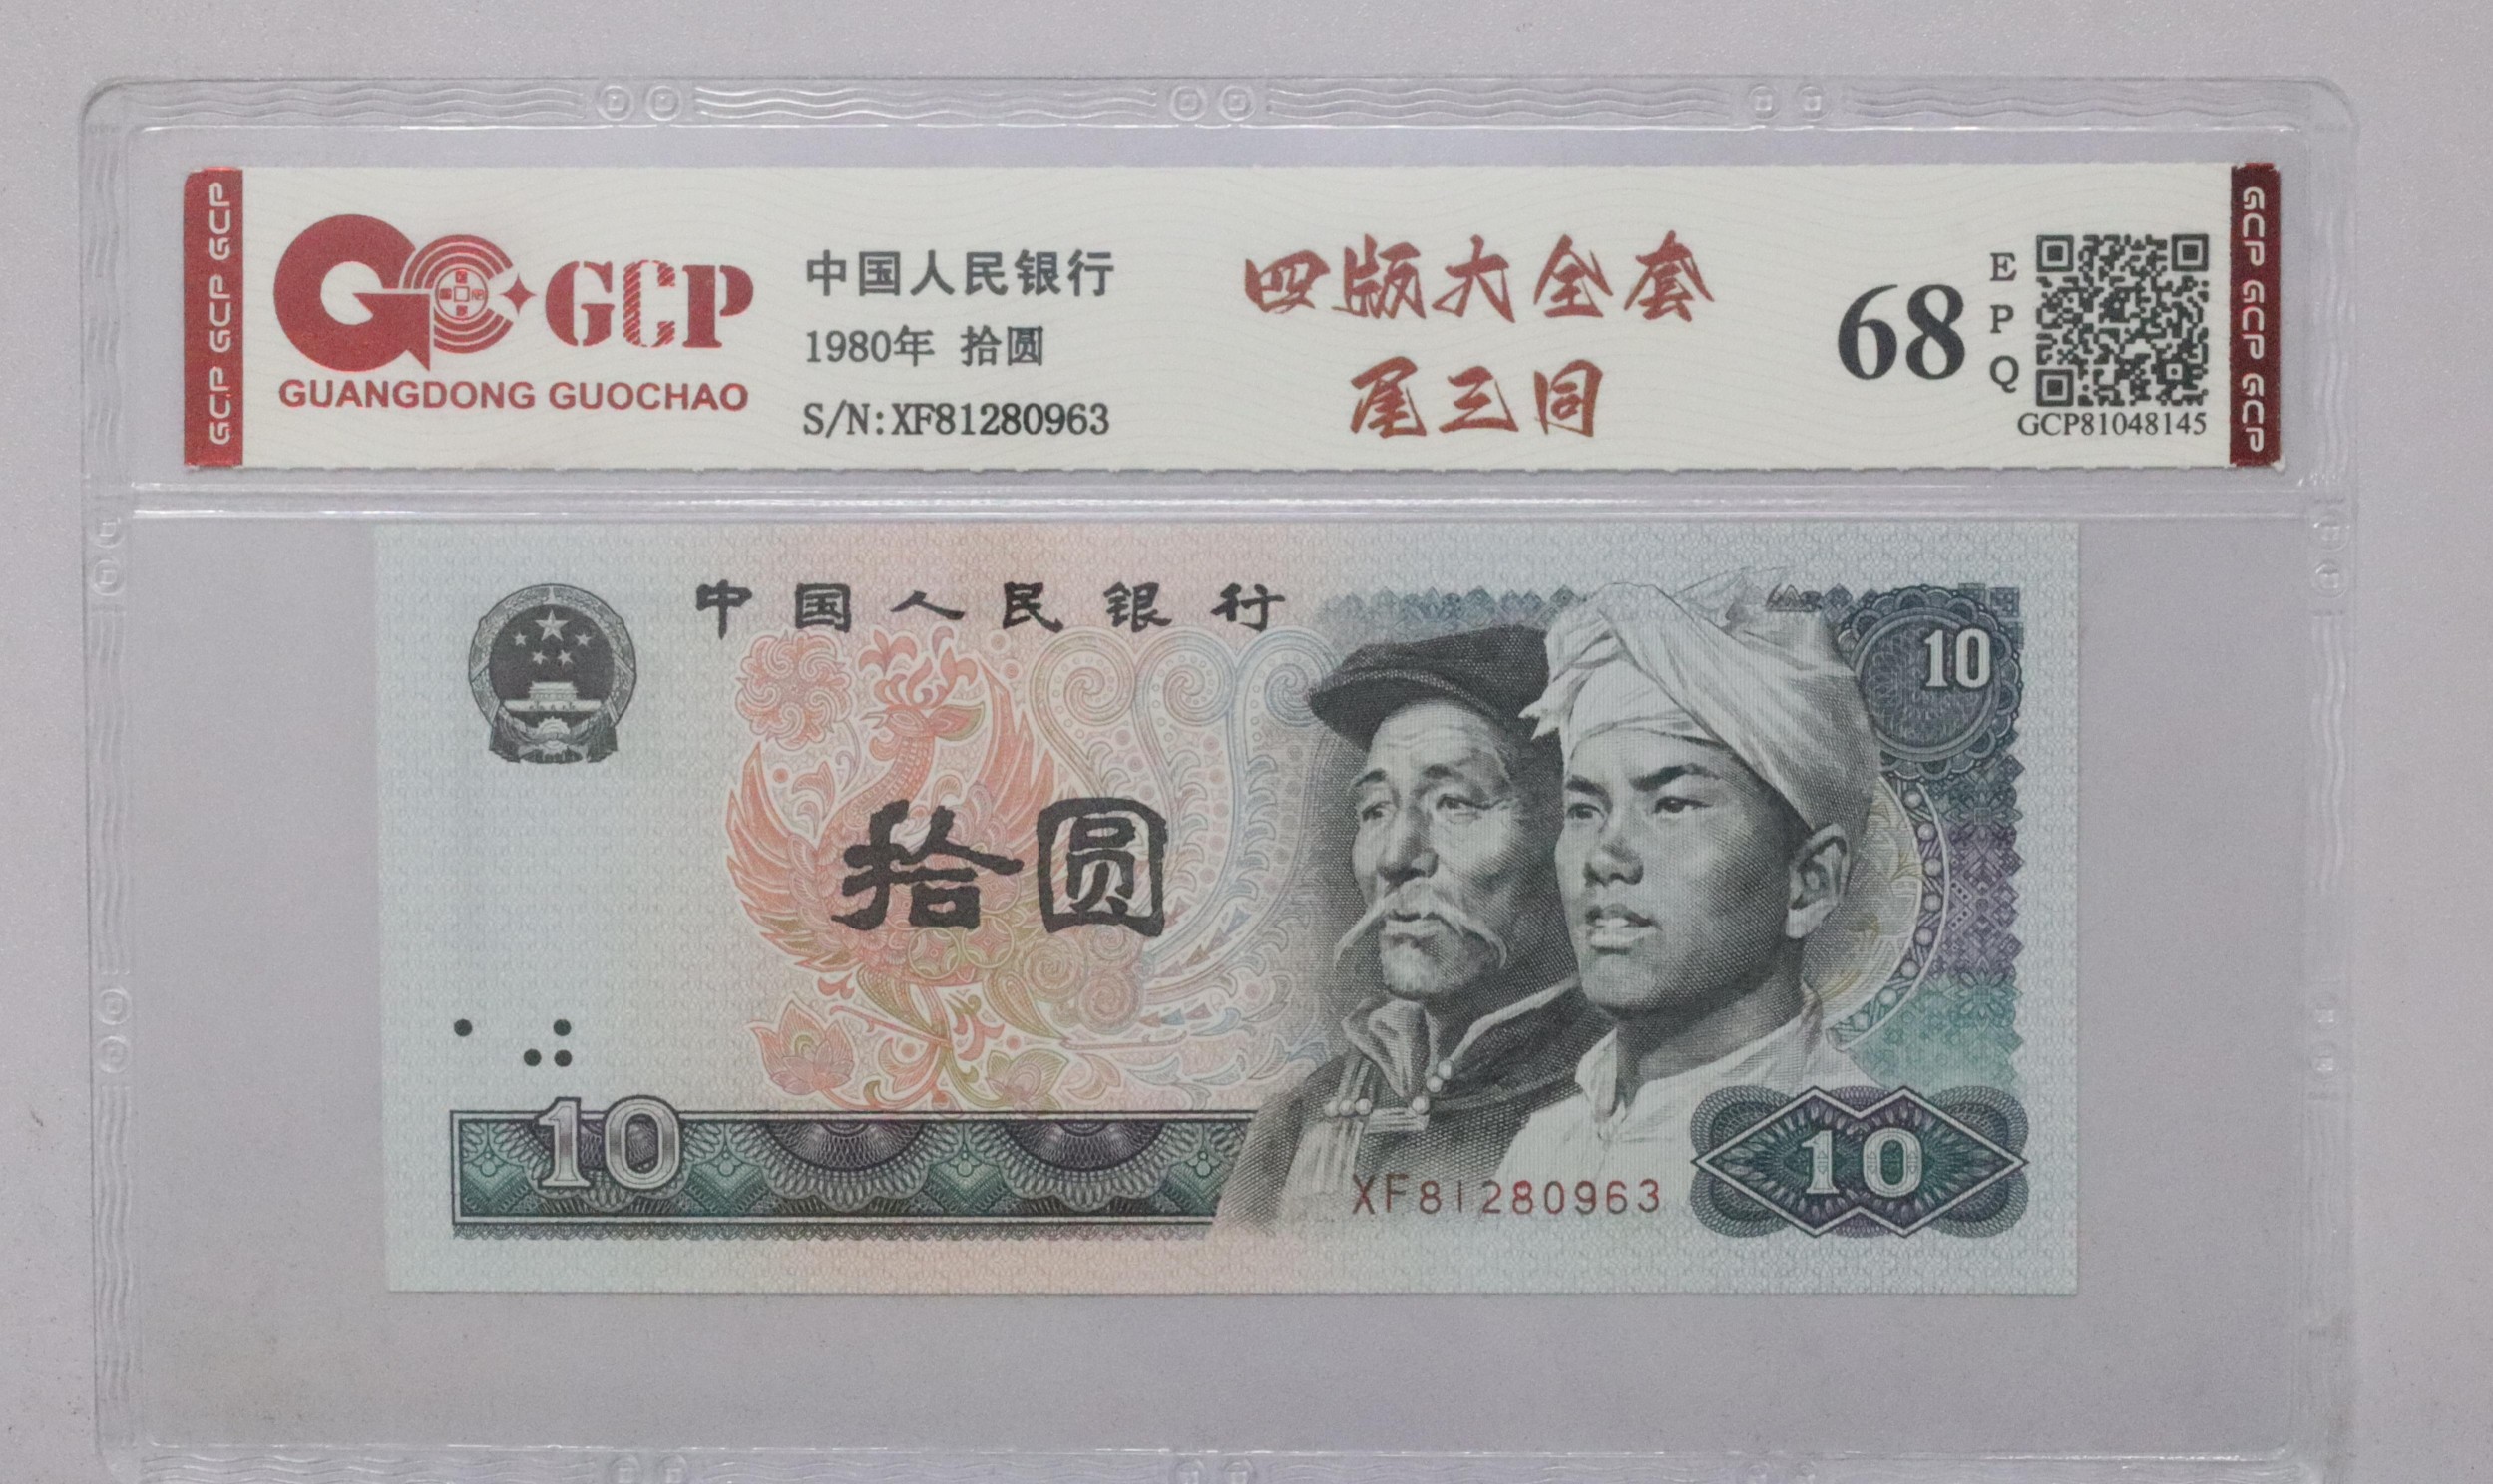 GCP GCP GCP
GCP
GUANGDONG GUOCHAO
中国人民银行
1980年 拾圆
S/N:XF81280963
四版大全套
尾三同
68
E
P
Q
GCP81048145
GCP GCP GCP
中国人民银行
10
拾圆
10
XF81280963
10